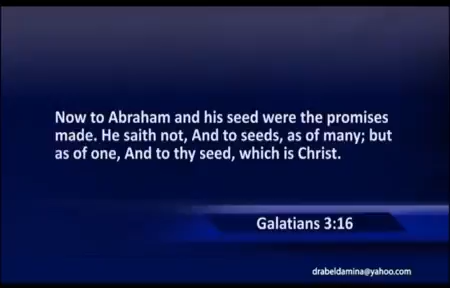 Now to Abraham and his seed were the promises
made. He saith not, And to seeds, as of many; but
as of one, And to thy seed, which is Christ.
Galatians 3:16
drabeldamina@yahoo.com